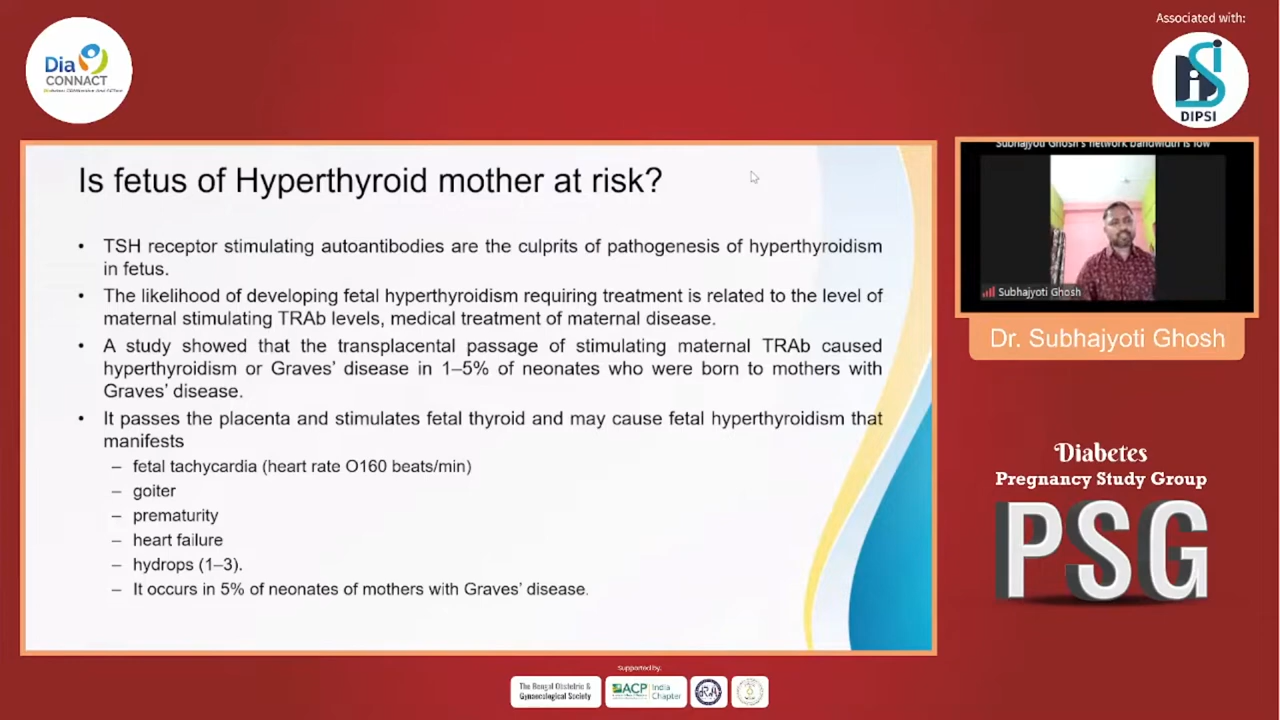 Dia
CONNACT
Associated with:
DIPSI
Is fetus of Hyperthyroid mother at risk?
• TSH receptor stimulating autoantibodies are the culprits of pathogenesis of hyperthyroidism
in fetus.
• The likelihood of developing fetal hyperthyroidism requiring treatment is related to the level of
maternal stimulating TRAb levels, medical treatment of maternal disease.
• A study showed that the transplacental passage of stimulating maternal TRAb caused
hyperthyroidism or Graves' disease in 1–5% of neonates who were born to mothers with
Graves' disease.
• It passes the placenta and stimulates fetal thyroid and may cause fetal hyperthyroidism that
manifests
– fetal tachycardia (heart rate O160 beats/min)
– goiter
– prematurity
– heart failure
– hydrops (1–3).
– It occurs in 5% of neonates of mothers with Graves' disease.
Subhajyoti Ghosh's network bandwidth is low
Subhajyoti Ghosh
Dr. Subhajyoti Ghosh
Diabetes
Pregnancy Study Group
PSG
Supported by:
The Bengal Obstetric &
Gynaecological Society
ACP
India
Chapter